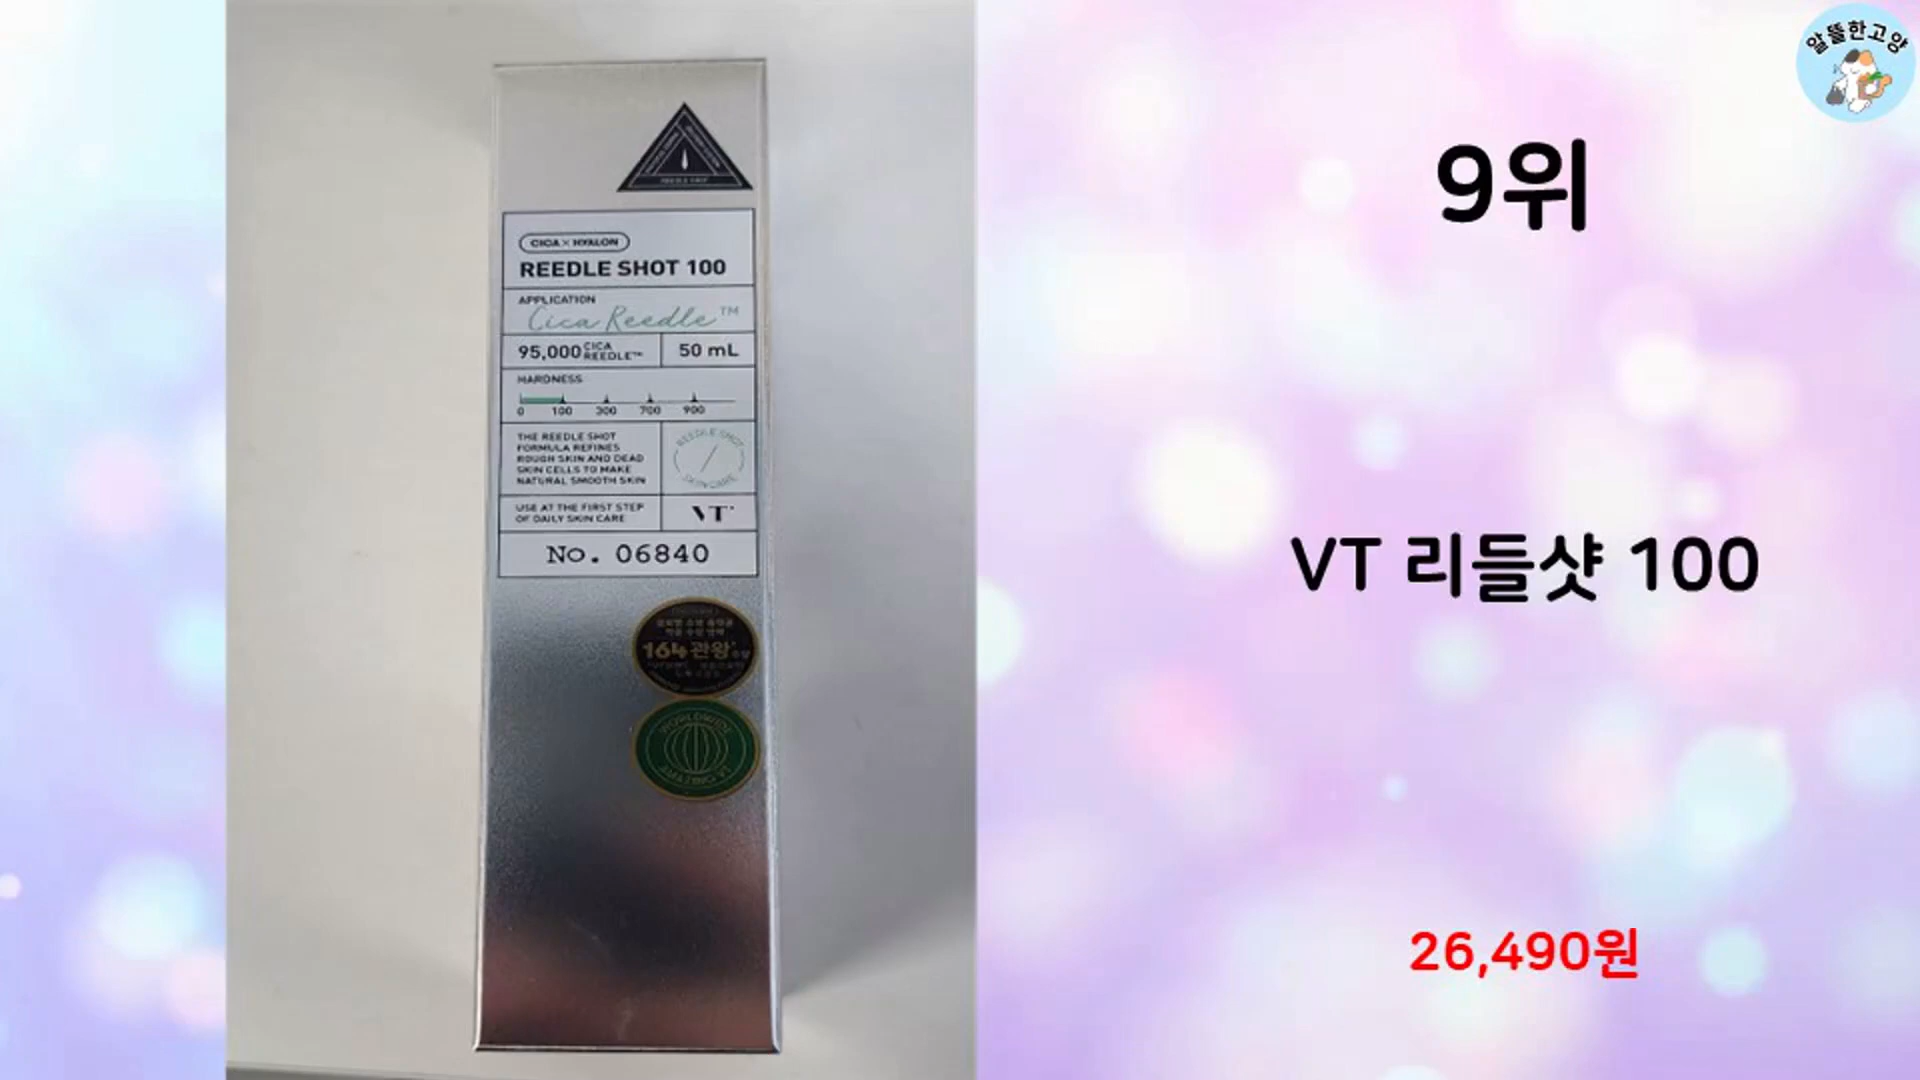 알뜰한고양
9위
VT 리들샷 100
26,490원
REEDLE SHOT
CICA × HYALON
REEDLE SHOT 100
APPLICATION
Cica Reedle™
95,000 CICA REEDLE™
50 mL
HARDNESS
0 100 300 700 900
THE REEDLE SHOT
FORMULA REFINES
ROUGH SKIN AND DEAD
SKIN CELLS TO MAKE
NATURAL SMOOTH SKIN
REEDLE SHOT
SKINCARE
USE AT THE FIRST STEP
OF DAILY SKIN CARE
VT
No. 06840
164관왕
WORLDWIDE
AMAZING VT